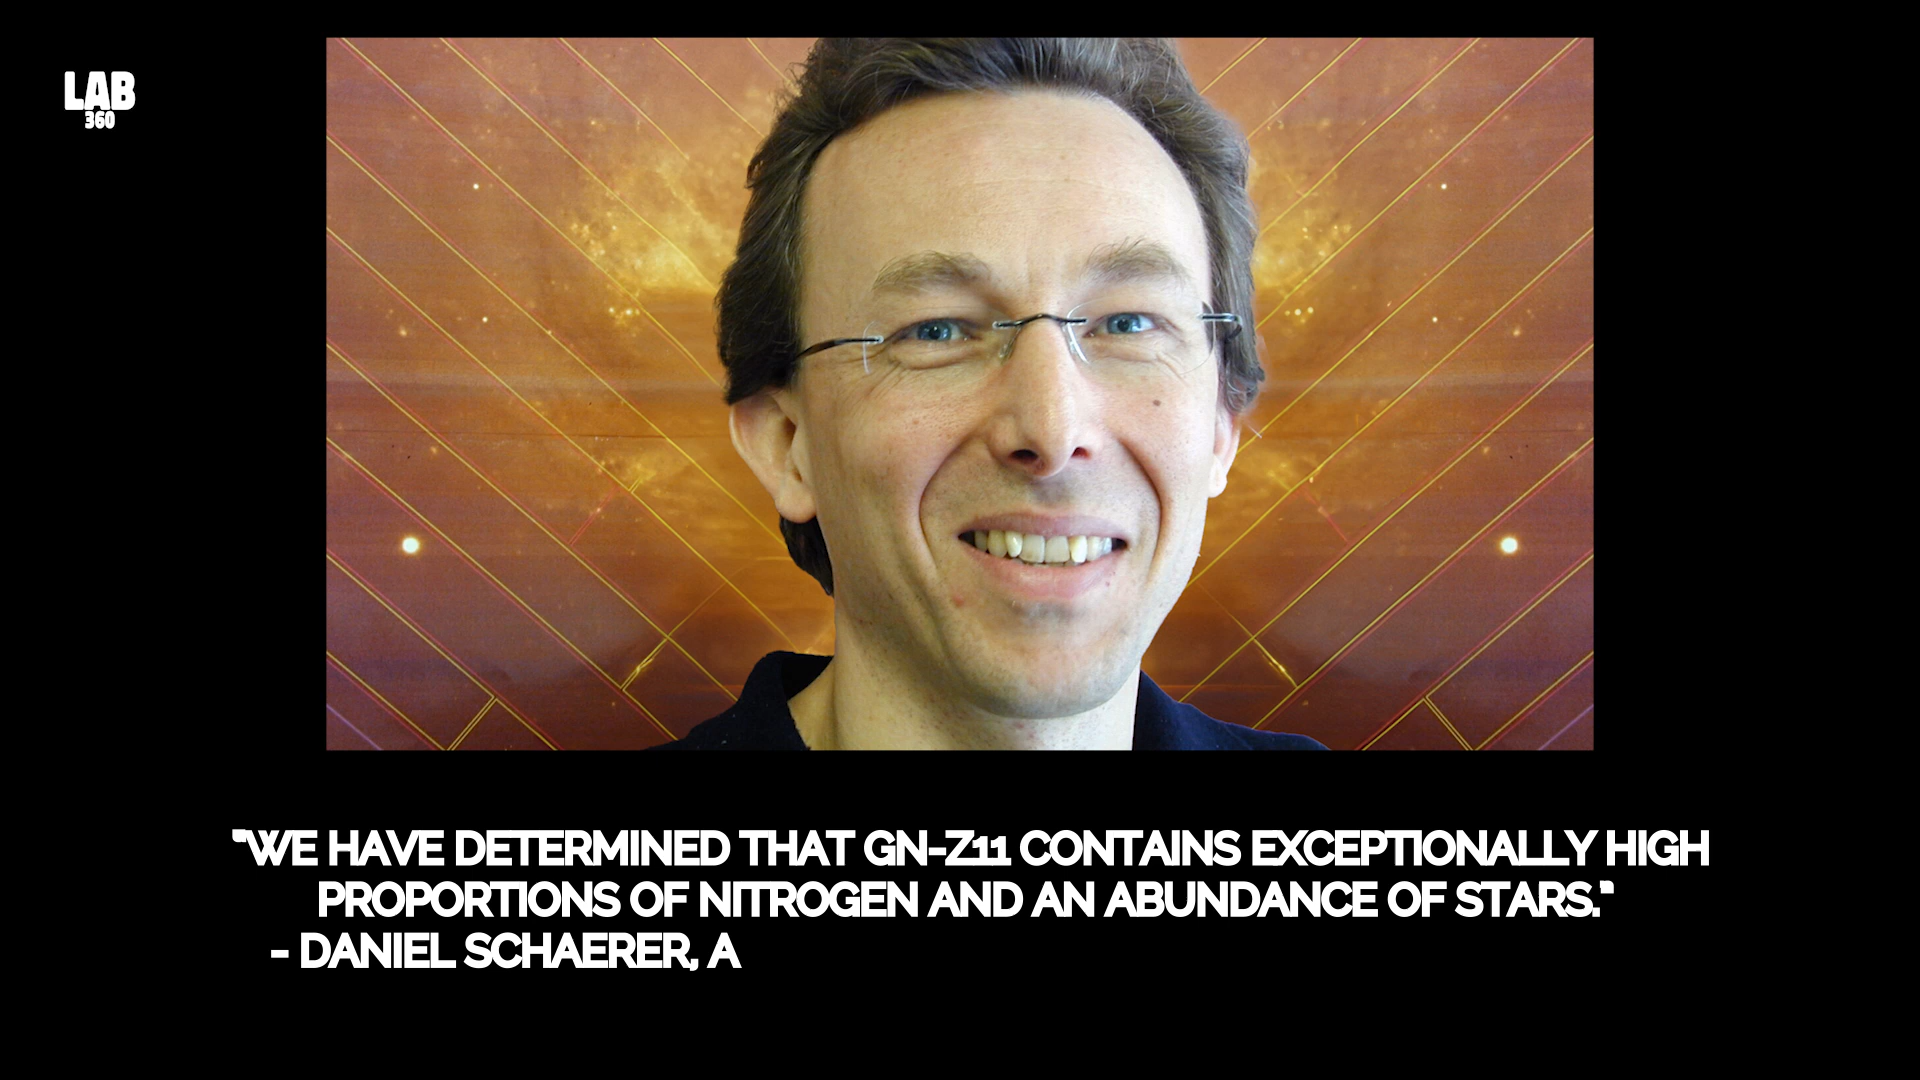 LAB
360
"WE HAVE DETERMINED THAT GN-Z11 CONTAINS EXCEPTIONALLY HIGH
PROPORTIONS OF NITROGEN AND AN ABUNDANCE OF STARS."
- DANIEL SCHAERER, A